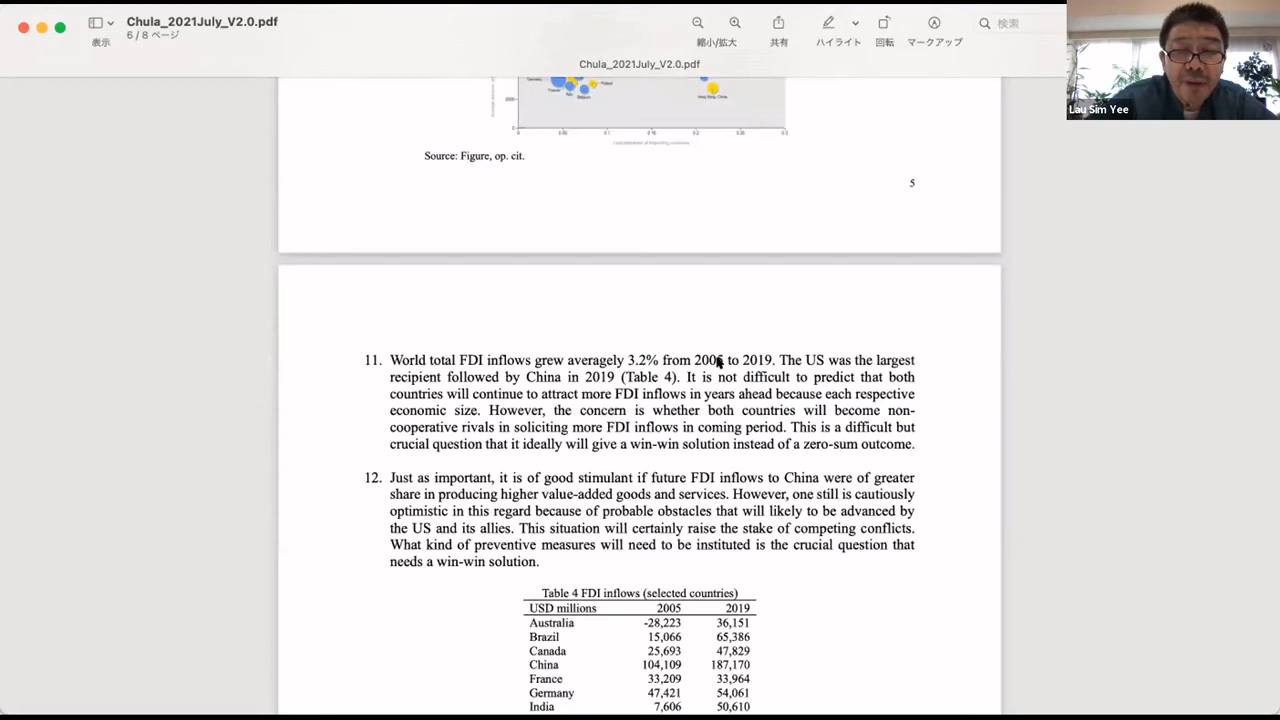 Chula_2021July_V2.0.pdf
6 / 8 ページ
表示
縮小/拡大
共有
ハイライト
回転
マークアップ
検索
Chula_2021July_V2.0.pdf
Lau Sim Yee
Hong Kong, China
0
Source: Figure, op. cit.
5
11. World total FDI inflows grew averagely 3.2% from 2005 to 2019. The US was the largest
recipient followed by China in 2019 (Table 4). It is not difficult to predict that both
countries will continue to attract more FDI inflows in years ahead because each respective
economic size. However, the concern is whether both countries will become non-
cooperative rivals in soliciting more FDI inflows in coming period. This is a difficult but
crucial question that it ideally will give a win-win solution instead of a zero-sum outcome.
12. Just as important, it is of good stimulant if future FDI inflows to China were of greater
share in producing higher value-added goods and services. However, one still is cautiously
optimistic in this regard because of probable obstacles that will likely to be advanced by
the US and its allies. This situation will certainly raise the stake of competing conflicts.
What kind of preventive measures will need to be instituted is the crucial question that
needs a win-win solution.
Table 4 FDI inflows (selected countries)
USD millions 2005 2019
Australia -28,223 36,151
Brazil 15,066 65,386
Canada 25,693 47,829
China 104,109 187,170
France 33,209 33,964
Germany 47,421 54,061
India 7,606 50,610